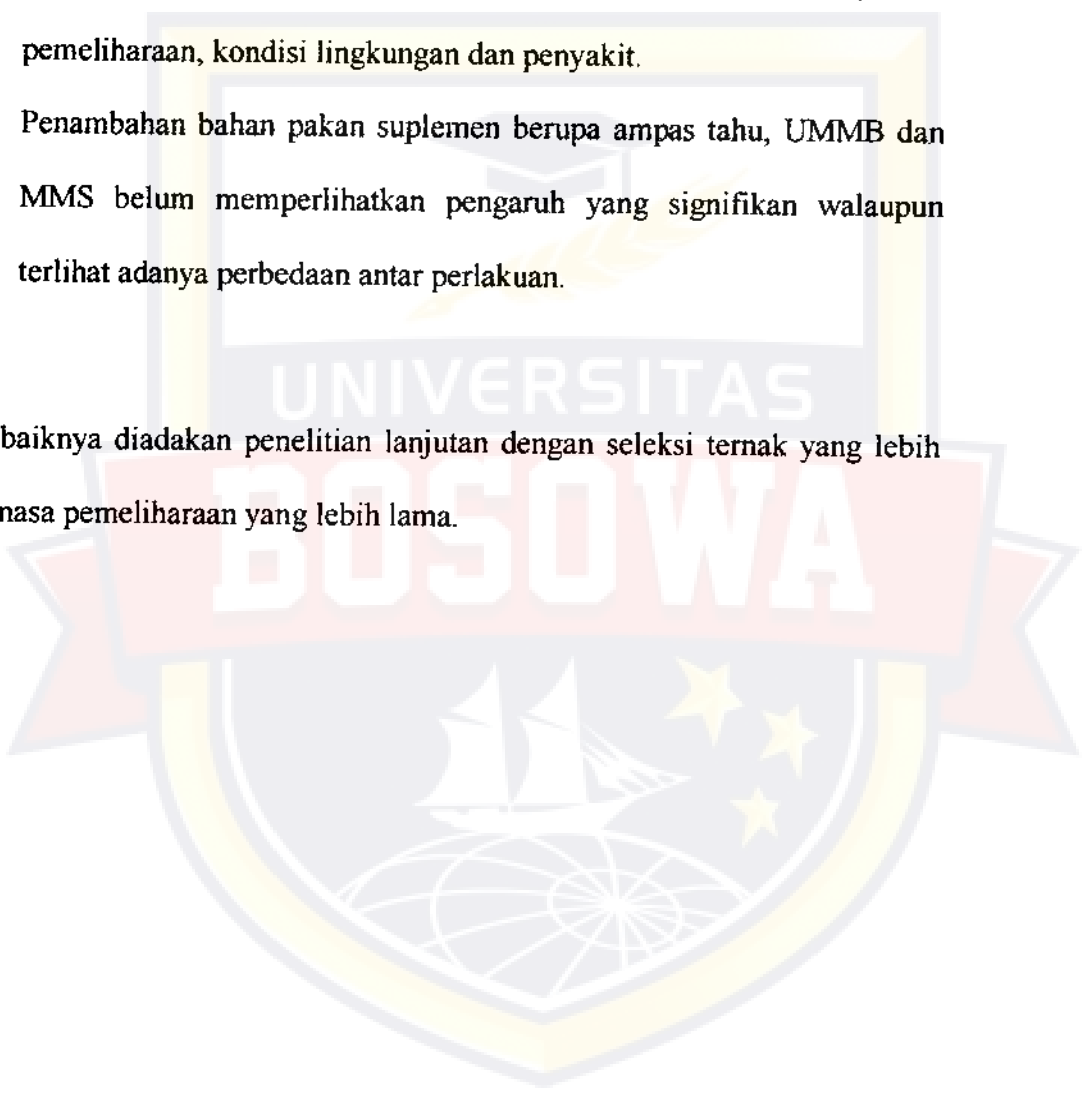 pemeliharaan, kondisi lingkungan dan penyakit.
Penambahan bahan pakan suplemen berupa ampas tahu, UMMB dan
MMS belum memperlihatkan pengaruh yang signifikan walaupun
terlihat adanya perbedaan antar perlakuan.
UNIVERSITAS
baiknya diadakan penelitian lanjutan dengan seleksi ternak yang lebih
BOSOWA
nasa pemeliharaan yang lebih lama.